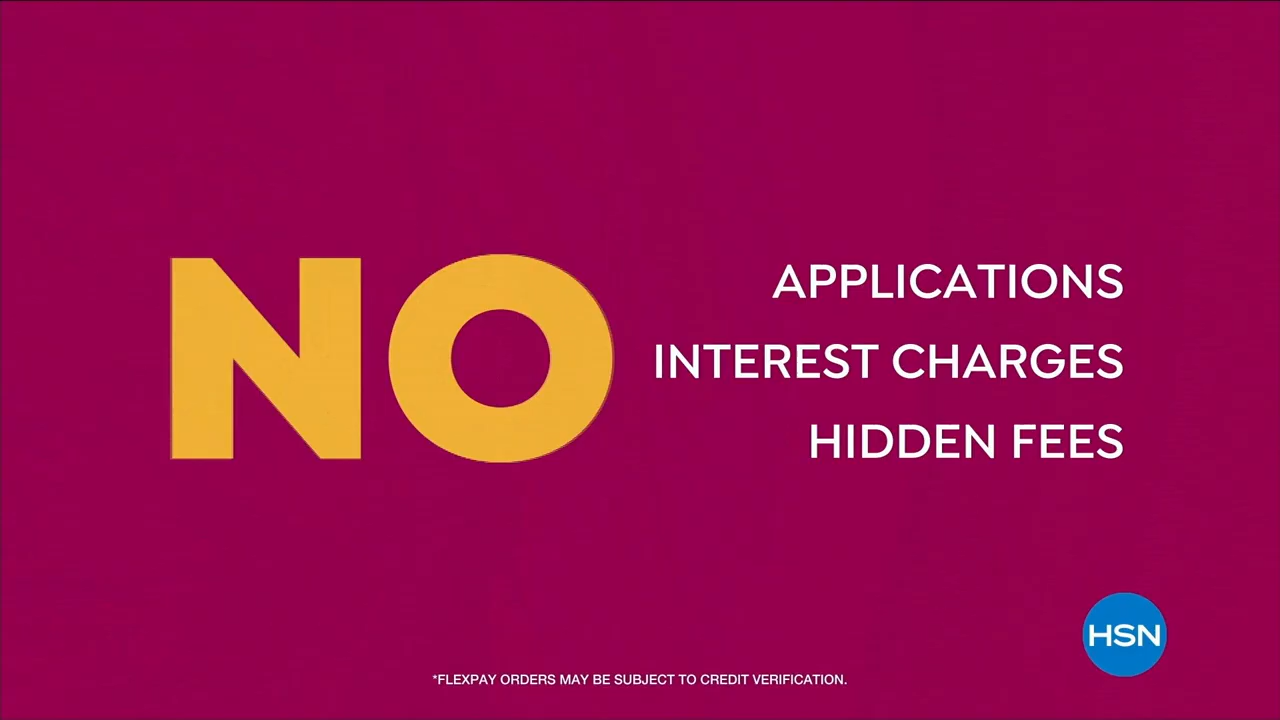 NO
APPLICATIONS
INTEREST CHARGES
HIDDEN FEES
HSN
*FLEXPAY ORDERS MAY BE SUBJECT TO CREDIT VERIFICATION.